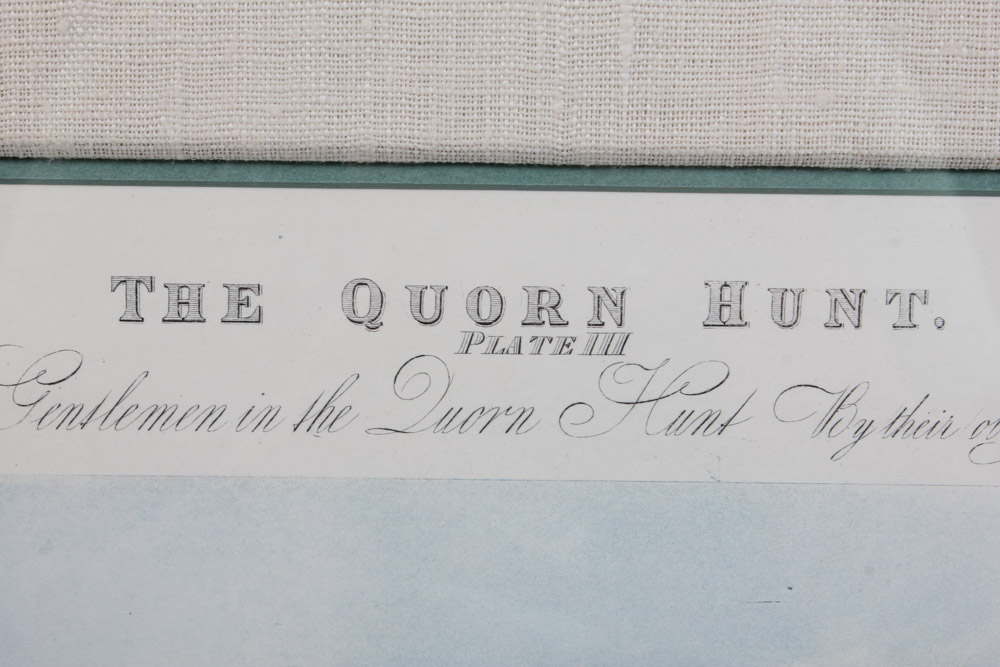 THE QUORN HUNT.
PLATE III
Gentlemen in the Quorn Hunt By their